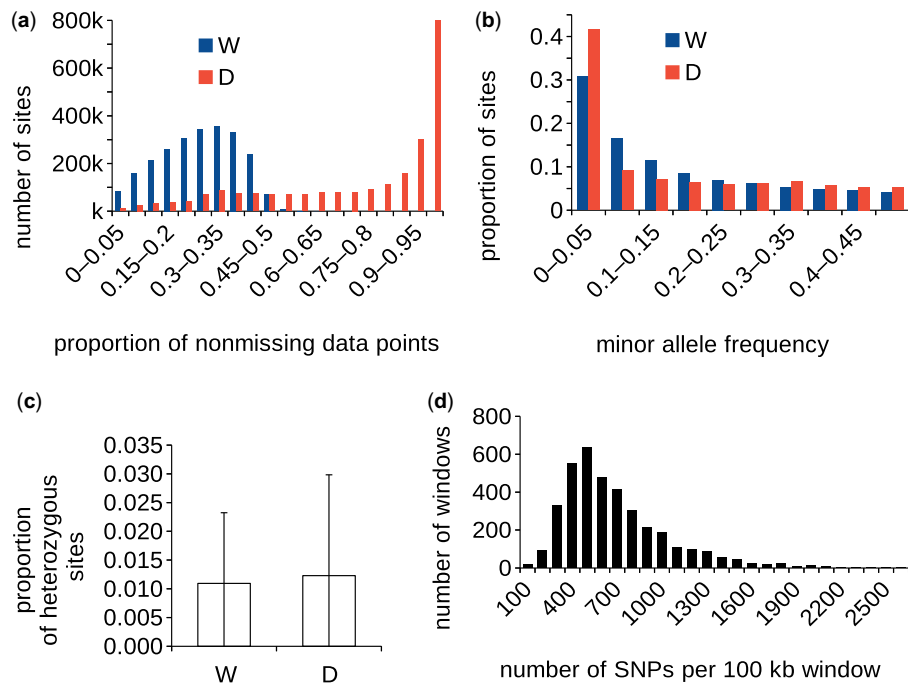 (a)
800k
600k
400k
200k
k
number of sites
W
D
0–0.05
0.15–0.2
0.3–0.35
0.45–0.5
0.6–0.65
0.75–0.8
0.9–0.95
proportion of nonmissing data points
(b)
0.4
0.3
0.2
0.1
0
proportion of sites
W
D
0–0.05
0.1–0.15
0.2–0.25
0.3–0.35
0.4–0.45
minor allele frequency
(c)
0.035
0.030
0.025
0.020
0.015
0.010
0.005
0.000
proportion
of heterozygous
sites
W
D
(d)
800
600
400
200
0
number of windows
100
400
700
1000
1300
1600
1900
2200
2500
number of SNPs per 100 kb window